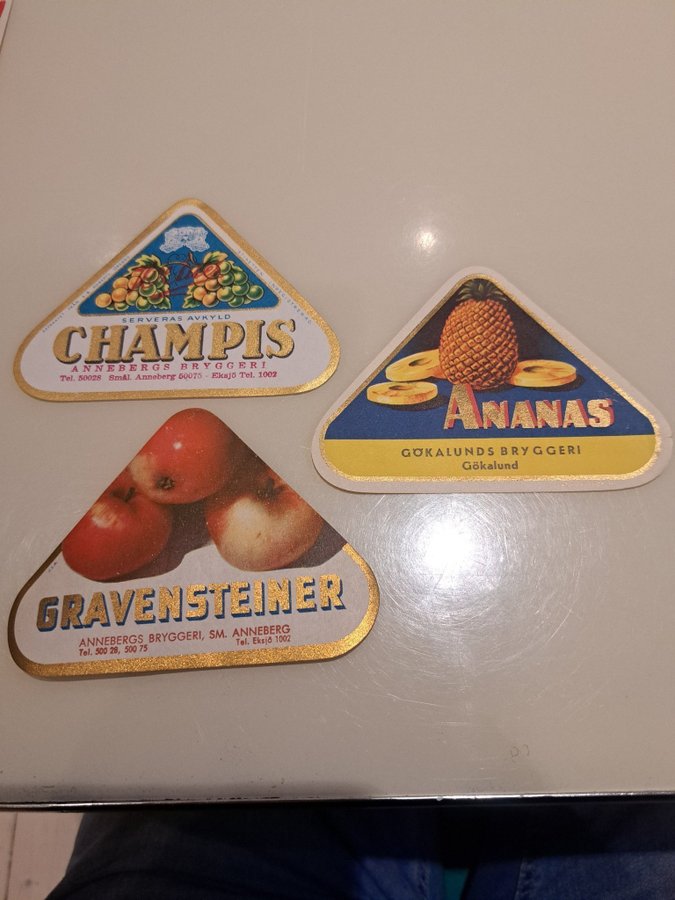 SERVERAS AVKYLD
CHAMPIS
ANNEBERGS BRYGGERI
Tel. 50028 Smål. Anneberg 50075 - Eksjö Tel. 1002
ANANAS
GÖKALUNDS BRYGGERI
Gökalund
GRAVENSTEINER
ANNEBERGS BRYGGERI, SM. ANNEBERG
Tel. 500 28, 500 75 Tel. Eksjö 1002